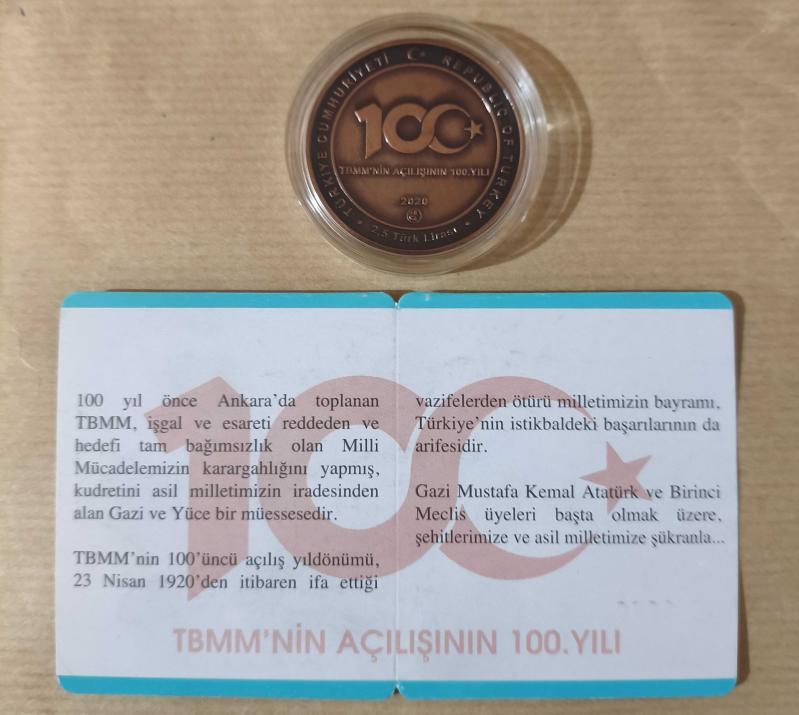 TÜRKİYE CUMHURİYETİ
REPUBLIC OF TURKEY
100
TBMM'NİN AÇILIŞININ 100.YILI
2020
2,5 Türk Lirası
100 yıl önce Ankara'da toplanan
TBMM, işgal ve esareti reddeden ve
hedefi tam bağımsızlık olan Milli
Mücadelemizin karargahlığını yapmış,
kudretini asil milletimizin iradesinden
alan Gazi ve Yüce bir müessesedir.
TBMM'nin 100'üncü açılış yıldönümü,
23 Nisan 1920'den itibaren ifa ettiği
vazifelerden ötürü milletimizin bayramı,
Türkiye'nin istikbaldeki başarılarının da
arifesidir.
Gazi Mustafa Kemal Atatürk ve Birinci
Meclis üyeleri başta olmak üzere,
şehitlerimize ve asil milletimize şükranla...
100
TBMM'NİN AÇILIŞININ 100.YILI